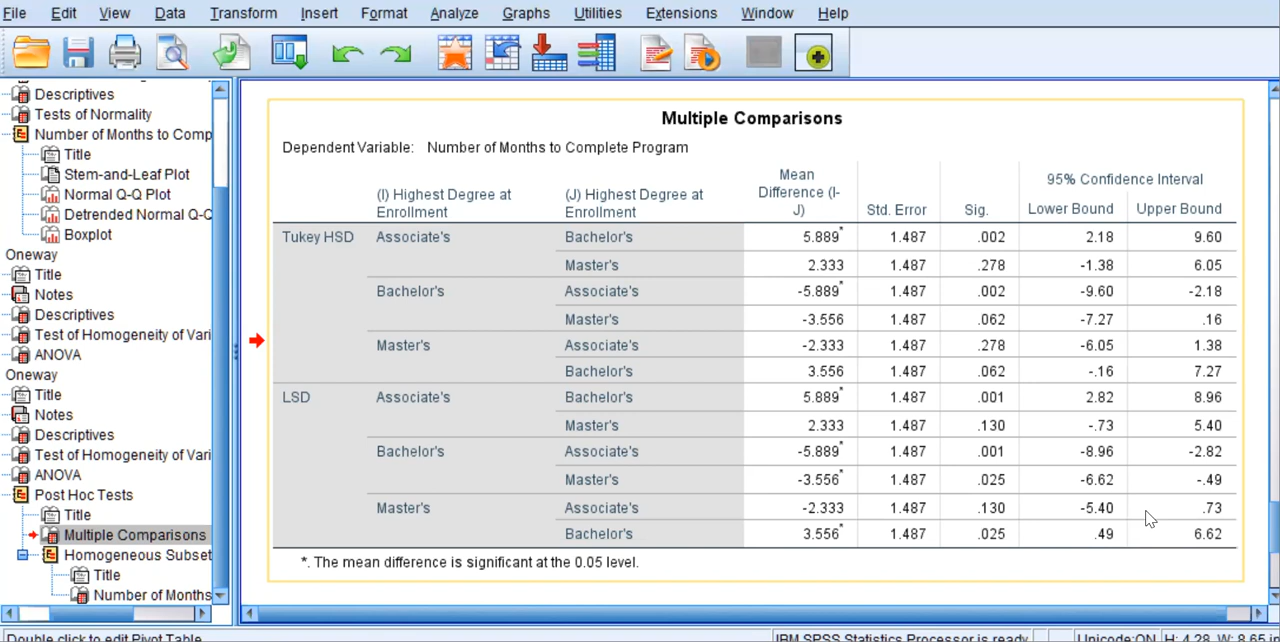 File Edit View Data Transform Insert Format Analyze Graphs Utilities Extensions Window Help
Descriptives
Tests of Normality
Number of Months to Comp
Title
Stem-and-Leaf Plot
Normal Q-Q Plot
Detrended Normal Q-Q
Boxplot
Oneway
Title
Notes
Descriptives
Test of Homogeneity of Vari
ANOVA
Oneway
Title
Notes
Descriptives
Test of Homogeneity of Vari
ANOVA
Post Hoc Tests
Title
Multiple Comparisons
Homogeneous Subset
Title
Number of Months
Multiple Comparisons
Dependent Variable: Number of Months to Complete Program
(I) Highest Degree at
Enrollment
(J) Highest Degree at
Enrollment
Mean
Difference (I-
J)
Std. Error
Sig.
95% Confidence Interval
Lower Bound Upper Bound
Tukey HSD Associate's Bachelor's 5.889* 1.487 .002 2.18 9.60
Master's 2.333 1.487 .278 -1.38 6.05
Bachelor's Associate's -5.889* 1.487 .002 -9.60 -2.18
Master's -3.556 1.487 .062 -7.27 .16
Master's Associate's -2.333 1.487 .278 -6.05 1.38
Bachelor's 3.556 1.487 .062 -.16 7.27
LSD Associate's Bachelor's 5.889* 1.487 .001 2.82 8.96
Master's 2.333 1.487 .130 -.73 5.40
Bachelor's Associate's -5.889* 1.487 .001 -8.96 -2.82
Master's -3.556* 1.487 .025 -6.62 -.49
Master's Associate's -2.333 1.487 .130 -5.40 .73
Bachelor's 3.556* 1.487 .025 .49 6.62
*. The mean difference is significant at the 0.05 level.
Double click to edit Pivot Table
IBM SPSS Statistics Processor is ready Unicode:ON H: 4.28, W: 8.65 in